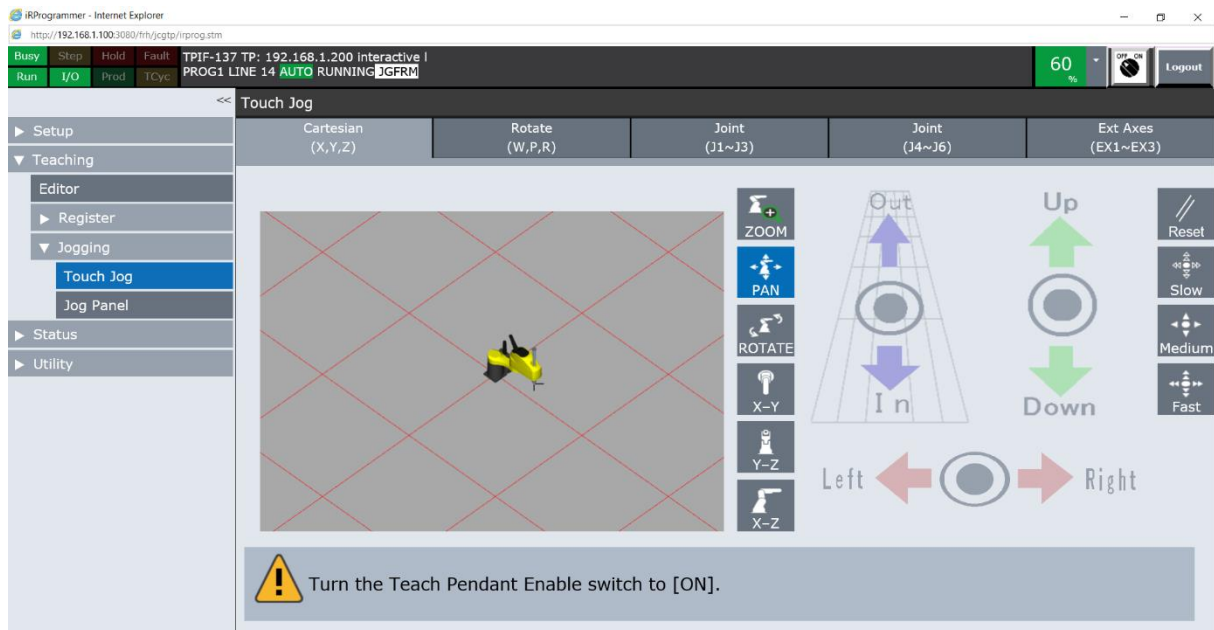 iRProgrammer - Internet Explorer
http://192.168.1.100:3080/frh/jcgtp/irprog.stm
Busy Step Hold Fault TPIF-137 TP: 192.168.1.200 interactive l
Run I/O Prod TCyc PROG1 LINE 14 AUTO RUNNING JGFRM
60 %
OFF ON
Logout
<<
Touch Jog
Setup
Teaching
Editor
Register
Jogging
Touch Jog
Jog Panel
Status
Utility
Cartesian
(X,Y,Z)
Rotate
(W,P,R)
Joint
(J1~J3)
Joint
(J4~J6)
Ext Axes
(EX1~EX3)
ZOOM
PAN
ROTATE
X-Y
Y-Z
X-Z
Out
In
Up
Down
Left
Right
Reset
Slow
Medium
Fast
Turn the Teach Pendant Enable switch to [ON].